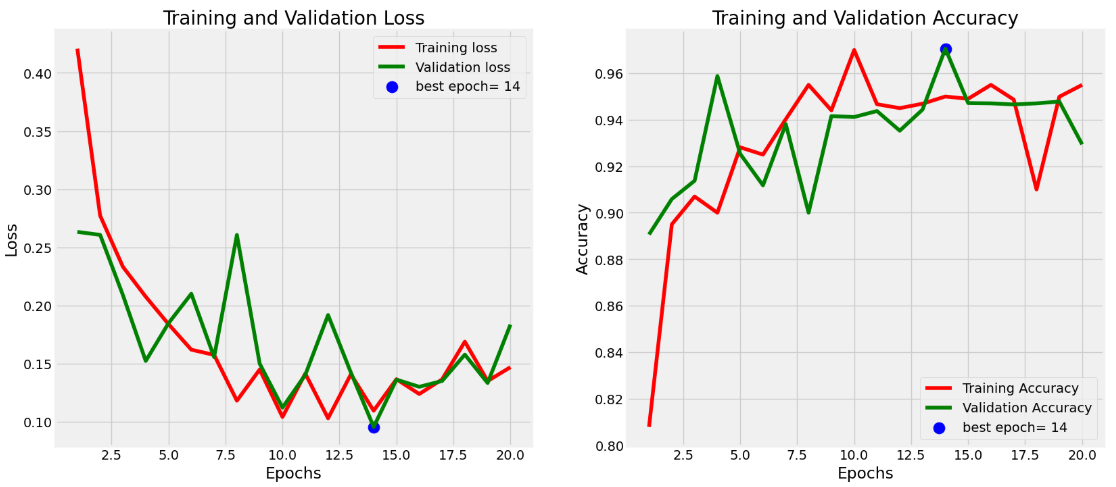 Training and Validation Loss
Loss
0.40
0.35
0.30
0.25
0.20
0.15
0.10
Training loss
Validation loss
best epoch= 14
2.5 5.0 7.5 10.0 12.5 15.0 17.5 20.0
Epochs
Training and Validation Accuracy
Accuracy
0.96
0.94
0.92
0.90
0.88
0.86
0.84
0.82
0.80
Training Accuracy
Validation Accuracy
best epoch= 14
2.5 5.0 7.5 10.0 12.5 15.0 17.5 20.0
Epochs